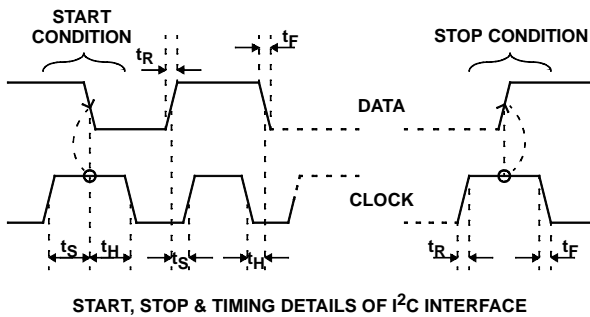 START
CONDITION
tR
tF
STOP CONDITION
DATA
CLOCK
tS
tH
tS
tH
tR
tF
START, STOP & TIMING DETAILS OF I2C INTERFACE